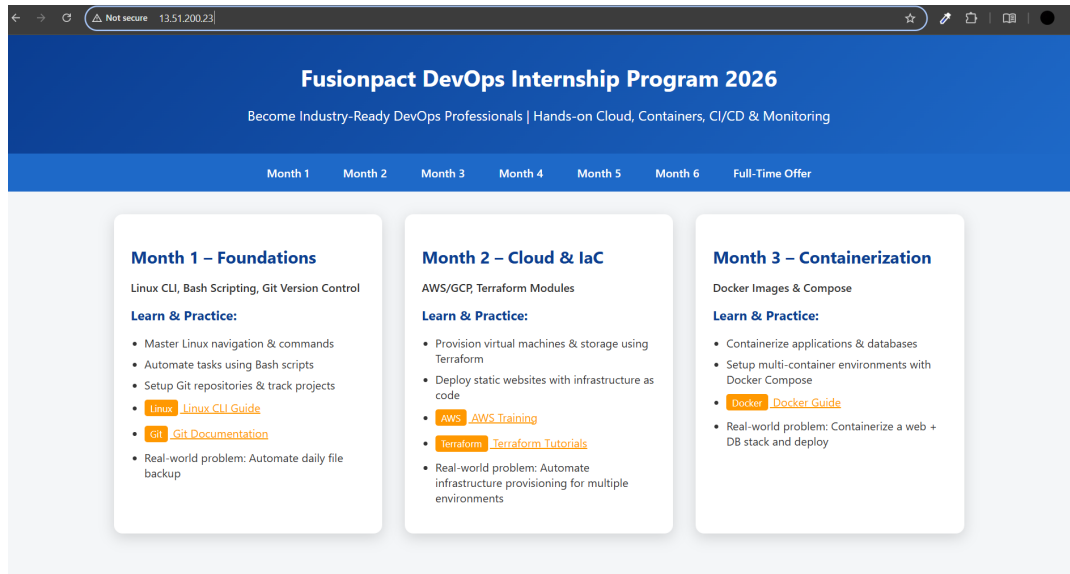 Not secure 13.51.200.23
Fusionpact DevOps Internship Program 2026
Become Industry-Ready DevOps Professionals | Hands-on Cloud, Containers, CI/CD & Monitoring
Month 1 Month 2 Month 3 Month 4 Month 5 Month 6 Full-Time Offer
Month 1 – Foundations
Linux CLI, Bash Scripting, Git Version Control
Learn & Practice:
• Master Linux navigation & commands
• Automate tasks using Bash scripts
• Setup Git repositories & track projects
• Linux Linux CLI Guide
• Git Git Documentation
• Real-world problem: Automate daily file
backup
Month 2 – Cloud & IaC
AWS/GCP, Terraform Modules
Learn & Practice:
• Provision virtual machines & storage using
Terraform
• Deploy static websites with infrastructure as
code
• AWS AWS Training
• Terraform Terraform Tutorials
• Real-world problem: Automate
infrastructure provisioning for multiple
environments
Month 3 – Containerization
Docker Images & Compose
Learn & Practice:
• Containerize applications & databases
• Setup multi-container environments with
Docker Compose
• Docker Docker Guide
• Real-world problem: Containerize a web +
DB stack and deploy